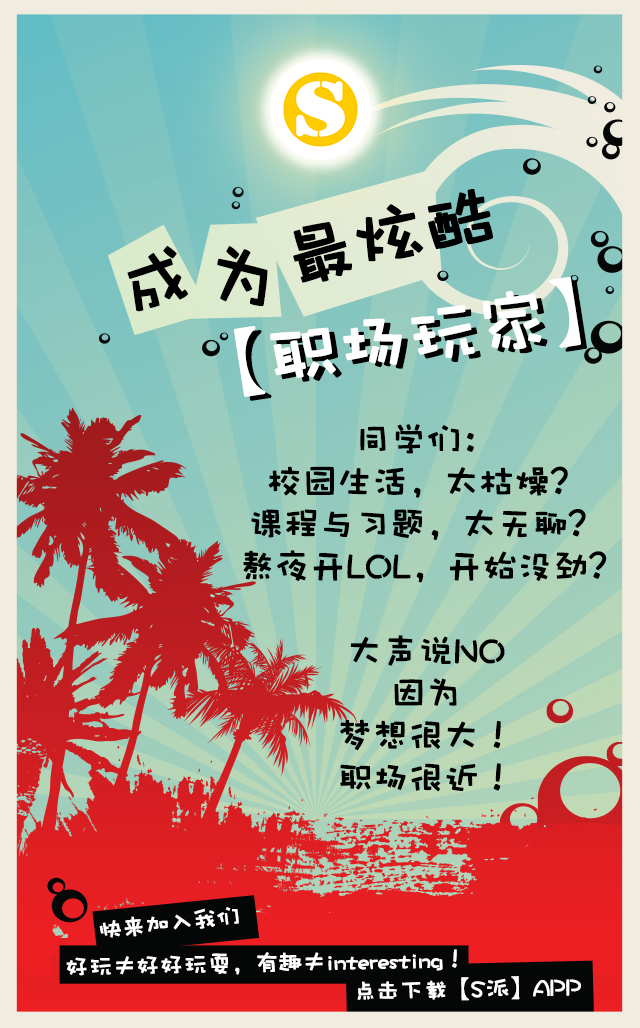 S
成为最炫酷
【职场玩家】
同学们：
校园生活，太枯燥？
课程与习题，太无聊？
熬夜开LOL，开始没劲？
大声说NO
因为
梦想很大！
职场很近！
快来加入我们
好玩≠好好玩耍，有趣≠interesting！
点击下载【S派】APP